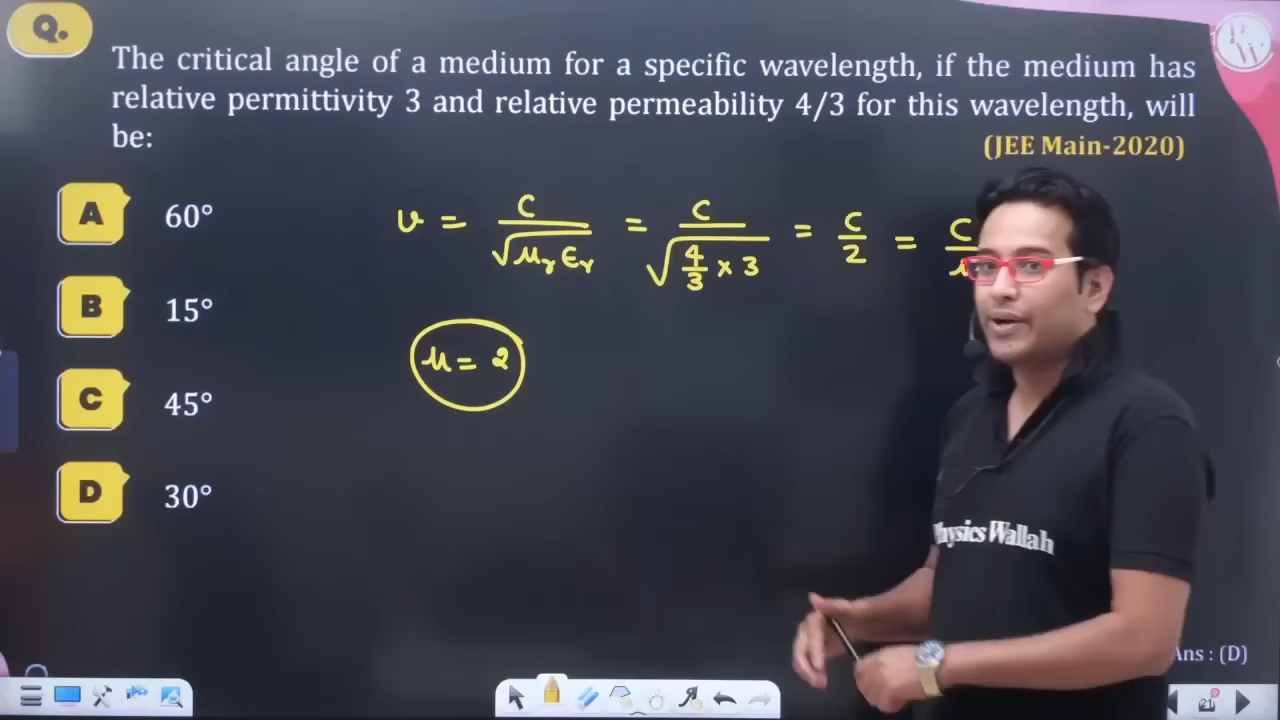 Q.
The critical angle of a medium for a specific wavelength, if the medium has
relative permittivity 3 and relative permeability 4/3 for this wavelength, will
be:
(JEE Main-2020)
A 60°
B 15°
C 45°
D 30°
v = c / √μr εr = c / √(4/3 × 3) = c/2 = c
μ = 2
Physics Wallah
Ans : (D)
21
PW